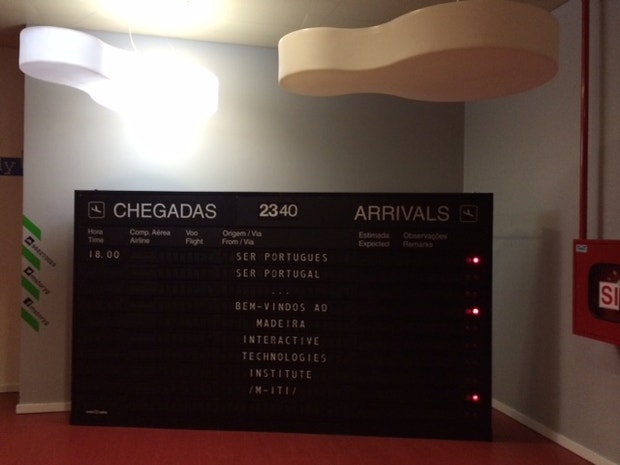 CHEGADAS 2340 ARRIVALS
Hora Comp. Aérea Voo Origem / Via Estimada Observações
Time Airline Flight From / Via Expected Remarks
18.00 SER PORTUGUES
SER PORTUGAL
...
BEM-VINDOS AO
MADEIRA
INTERACTIVE
TECHNOLOGIES
INSTITUTE
/M-ITI/
SI